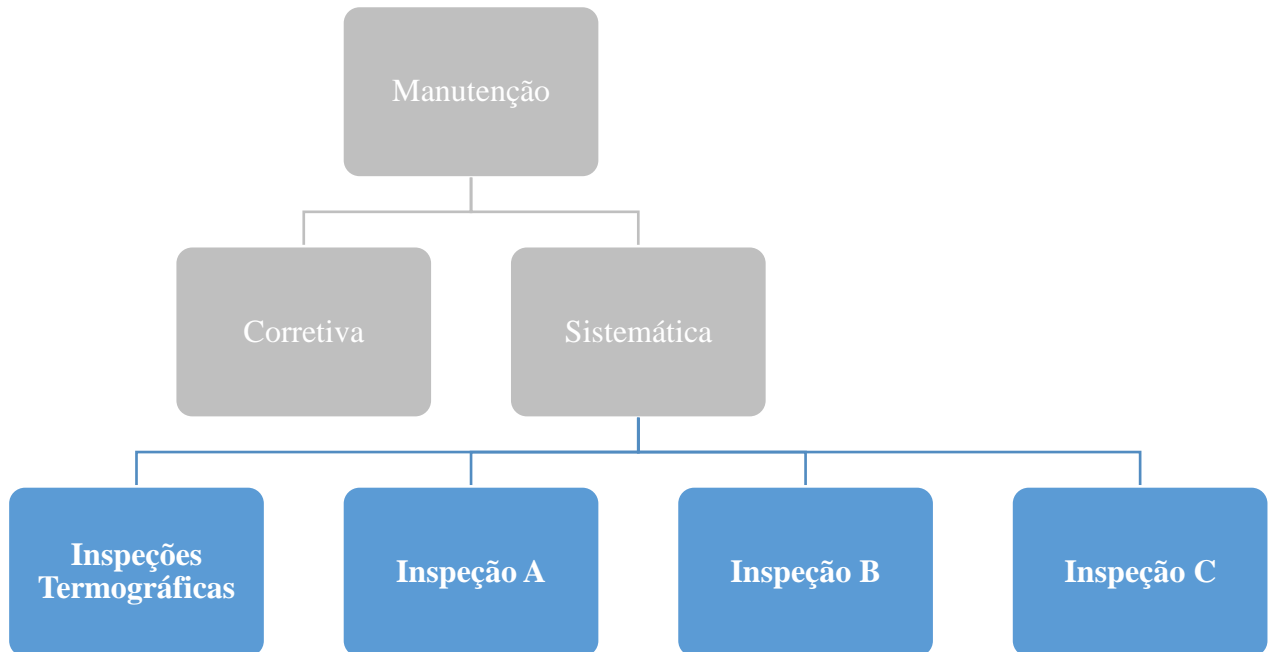 Manutenção
Corretiva
Sistemática
Inspeções
Termográficas
Inspeção A
Inspeção B
Inspeção C